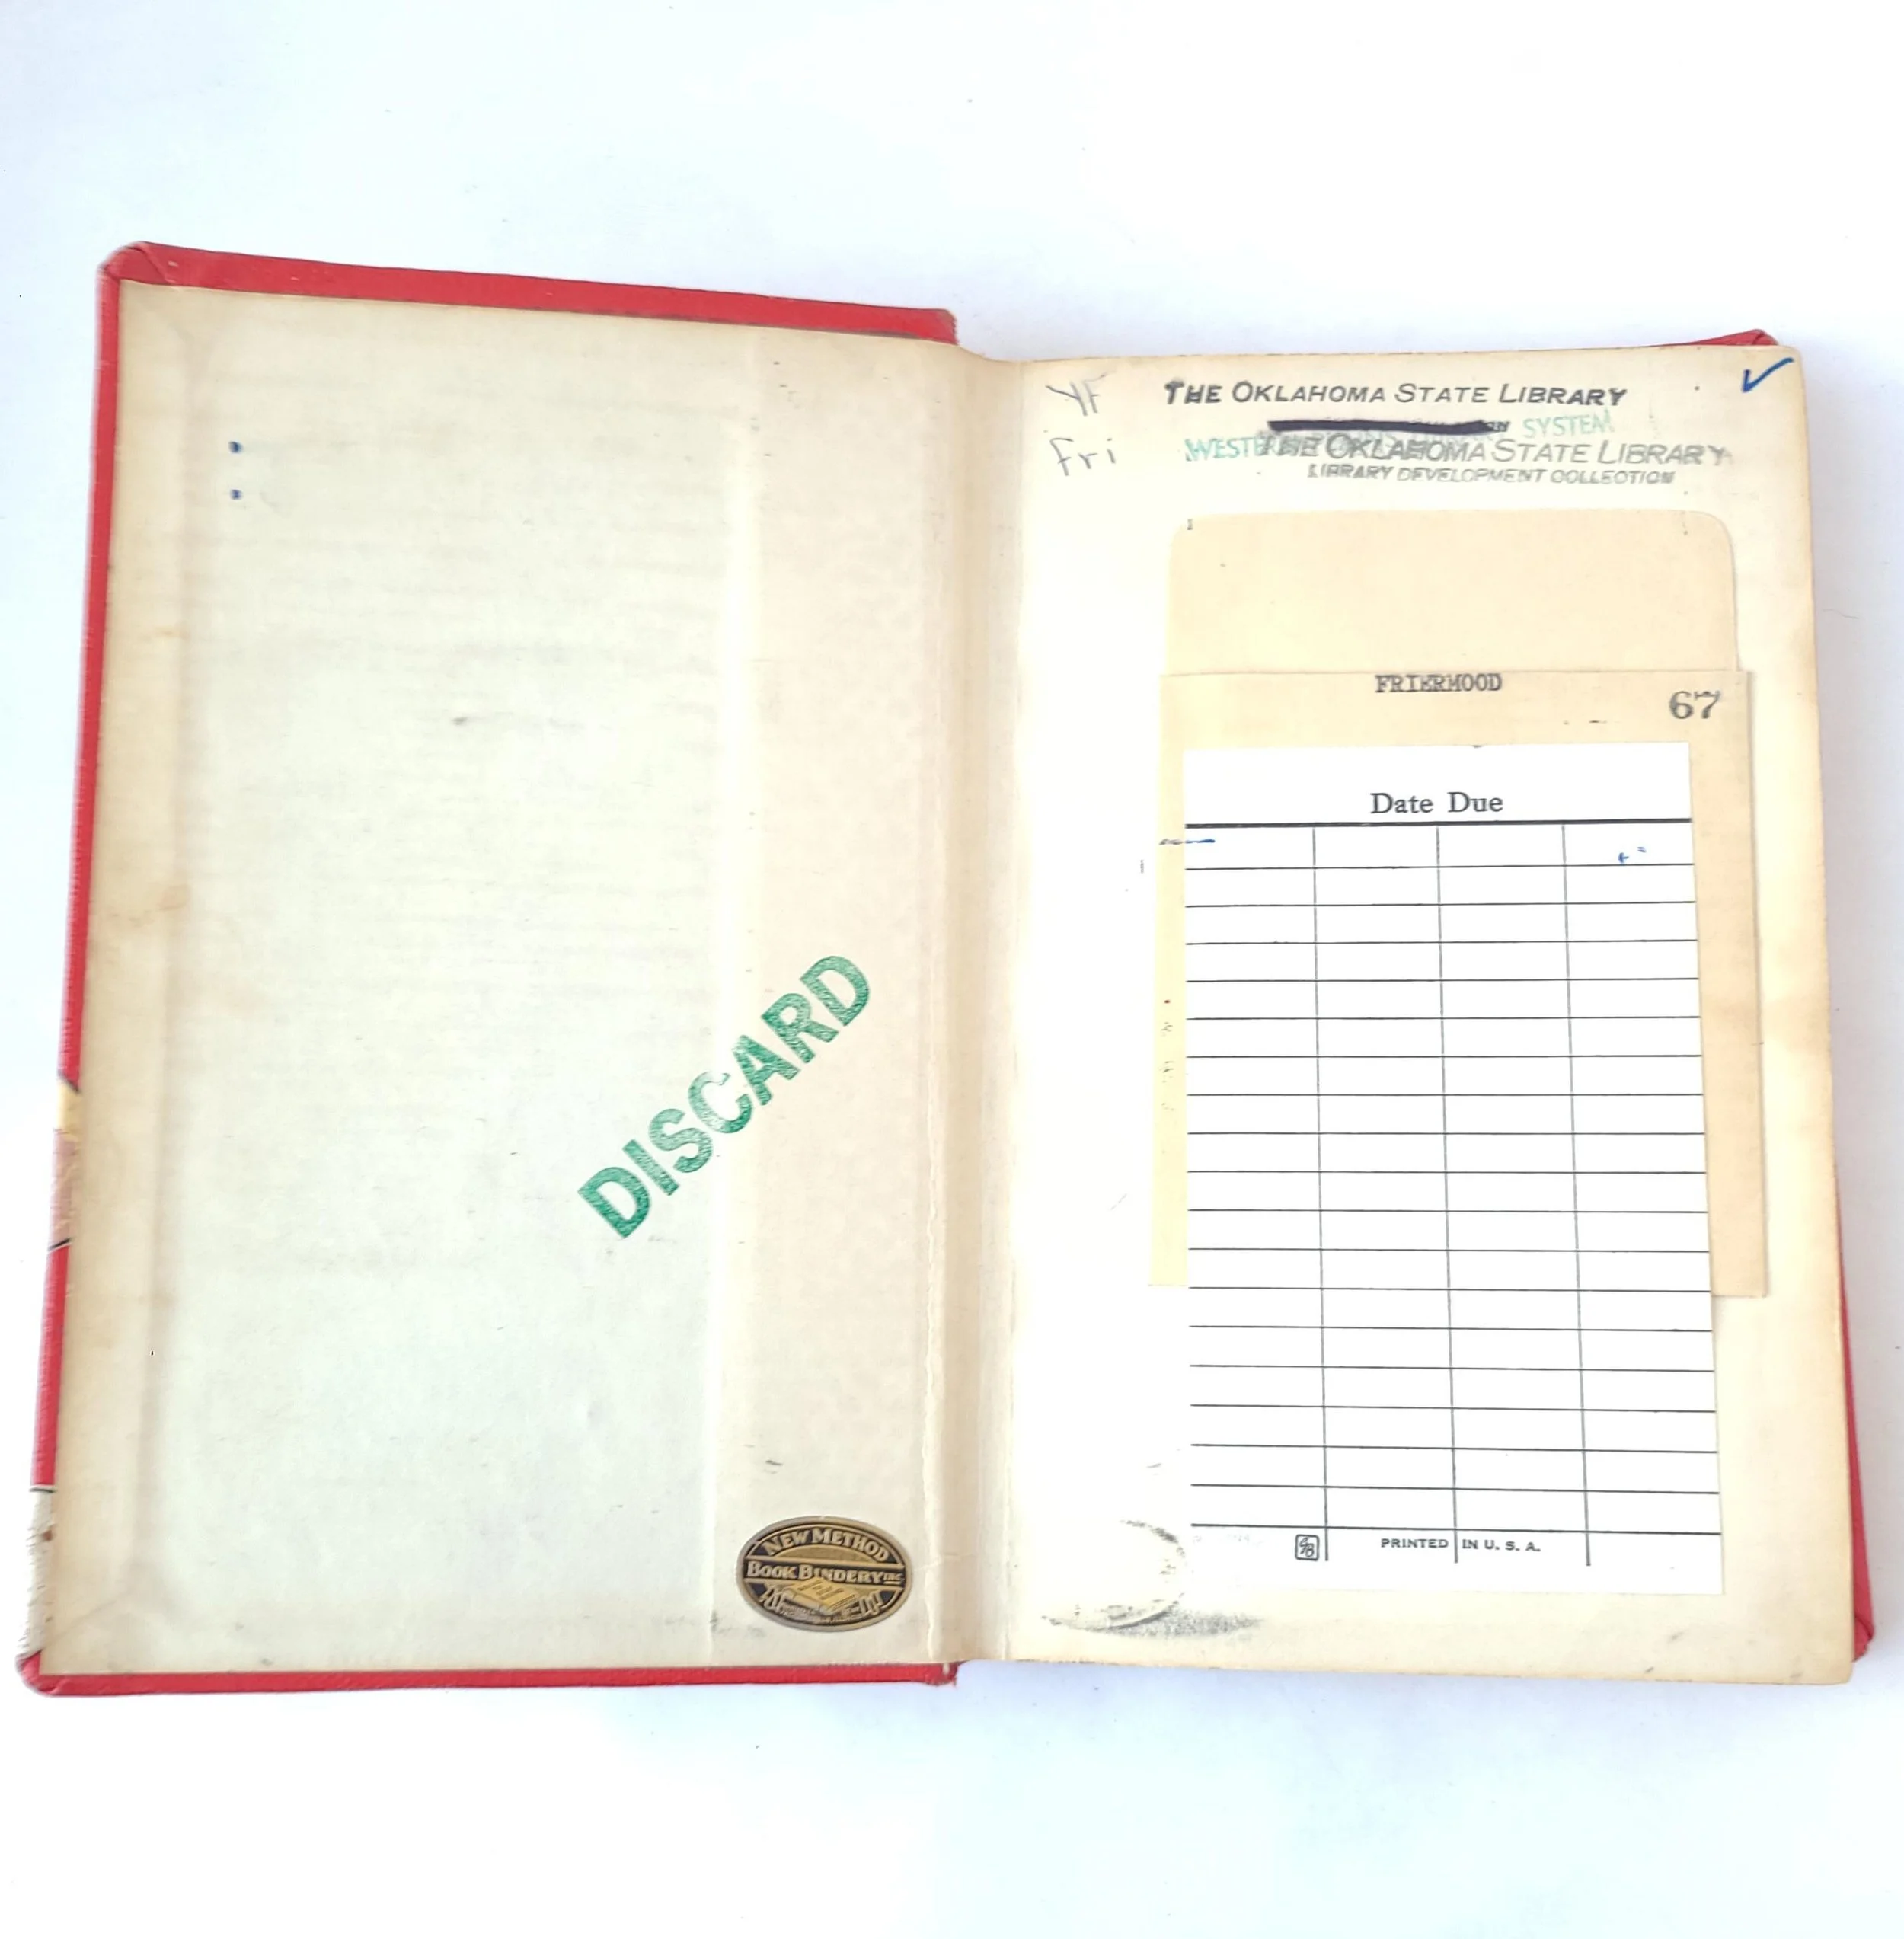 DISCARD
NEW METHOD
BOOK BINDERY INC.
YF
Fri
THE OKLAHOMA STATE LIBRARY
SYSTEM
WESTE
THE OKLAHOMA STATE LIBRARY
LIBRARY DEVELOPMENT COLLECTION
FRIERMOOD
67
Date Due
PRINTED IN U. S. A.